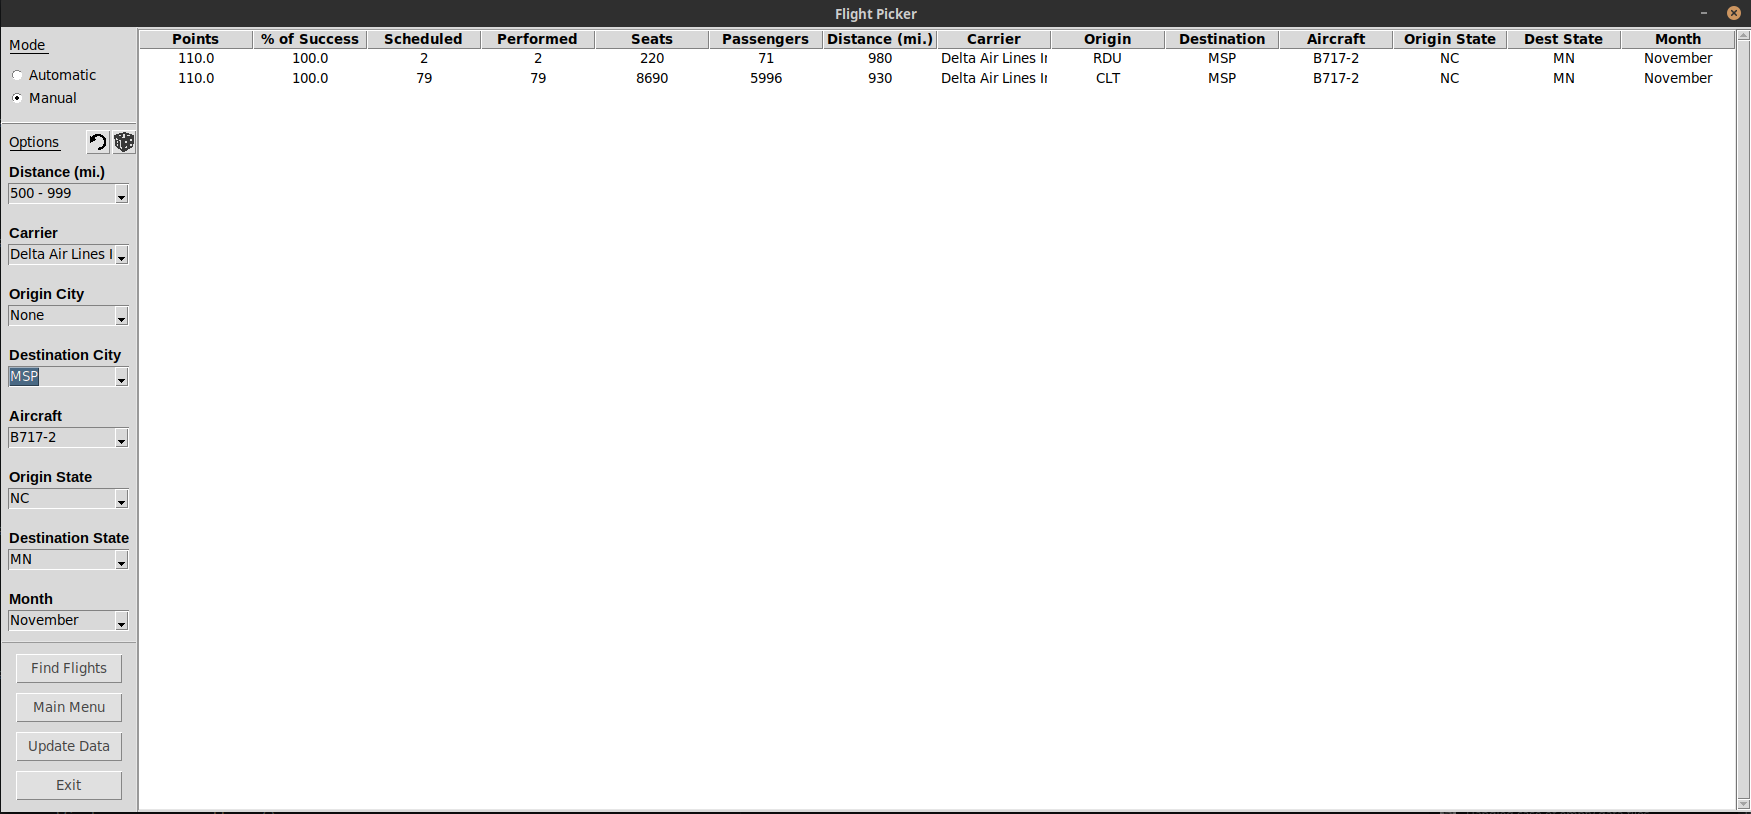 Flight Picker
Mode
Automatic
Manual
Options
Distance (mi.)
500 - 999
Carrier
Delta Air Lines I
Origin City
None
Destination City
MSP
Aircraft
B717-2
Origin State
NC
Destination State
MN
Month
November
Find Flights
Main Menu
Update Data
Exit
Points % of Success Scheduled Performed Seats Passengers Distance (mi.) Carrier Origin Destination Aircraft Origin State Dest State Month
110.0 100.0 2 2 220 71 980 Delta Air Lines Ir RDU MSP B717-2 NC MN November
110.0 100.0 79 79 8690 5996 930 Delta Air Lines Ir CLT MSP B717-2 NC MN November